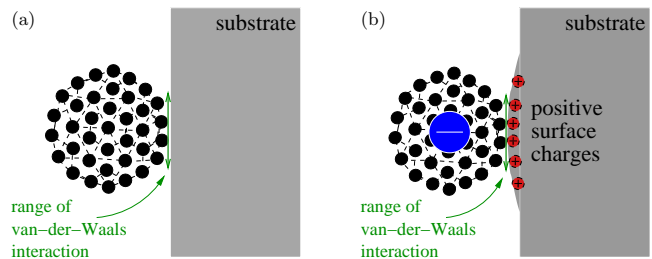 (a)
substrate
range of
van−der−Waals
interaction
(b)
substrate
positive
surface
charges
range of
van−der−Waals
interaction